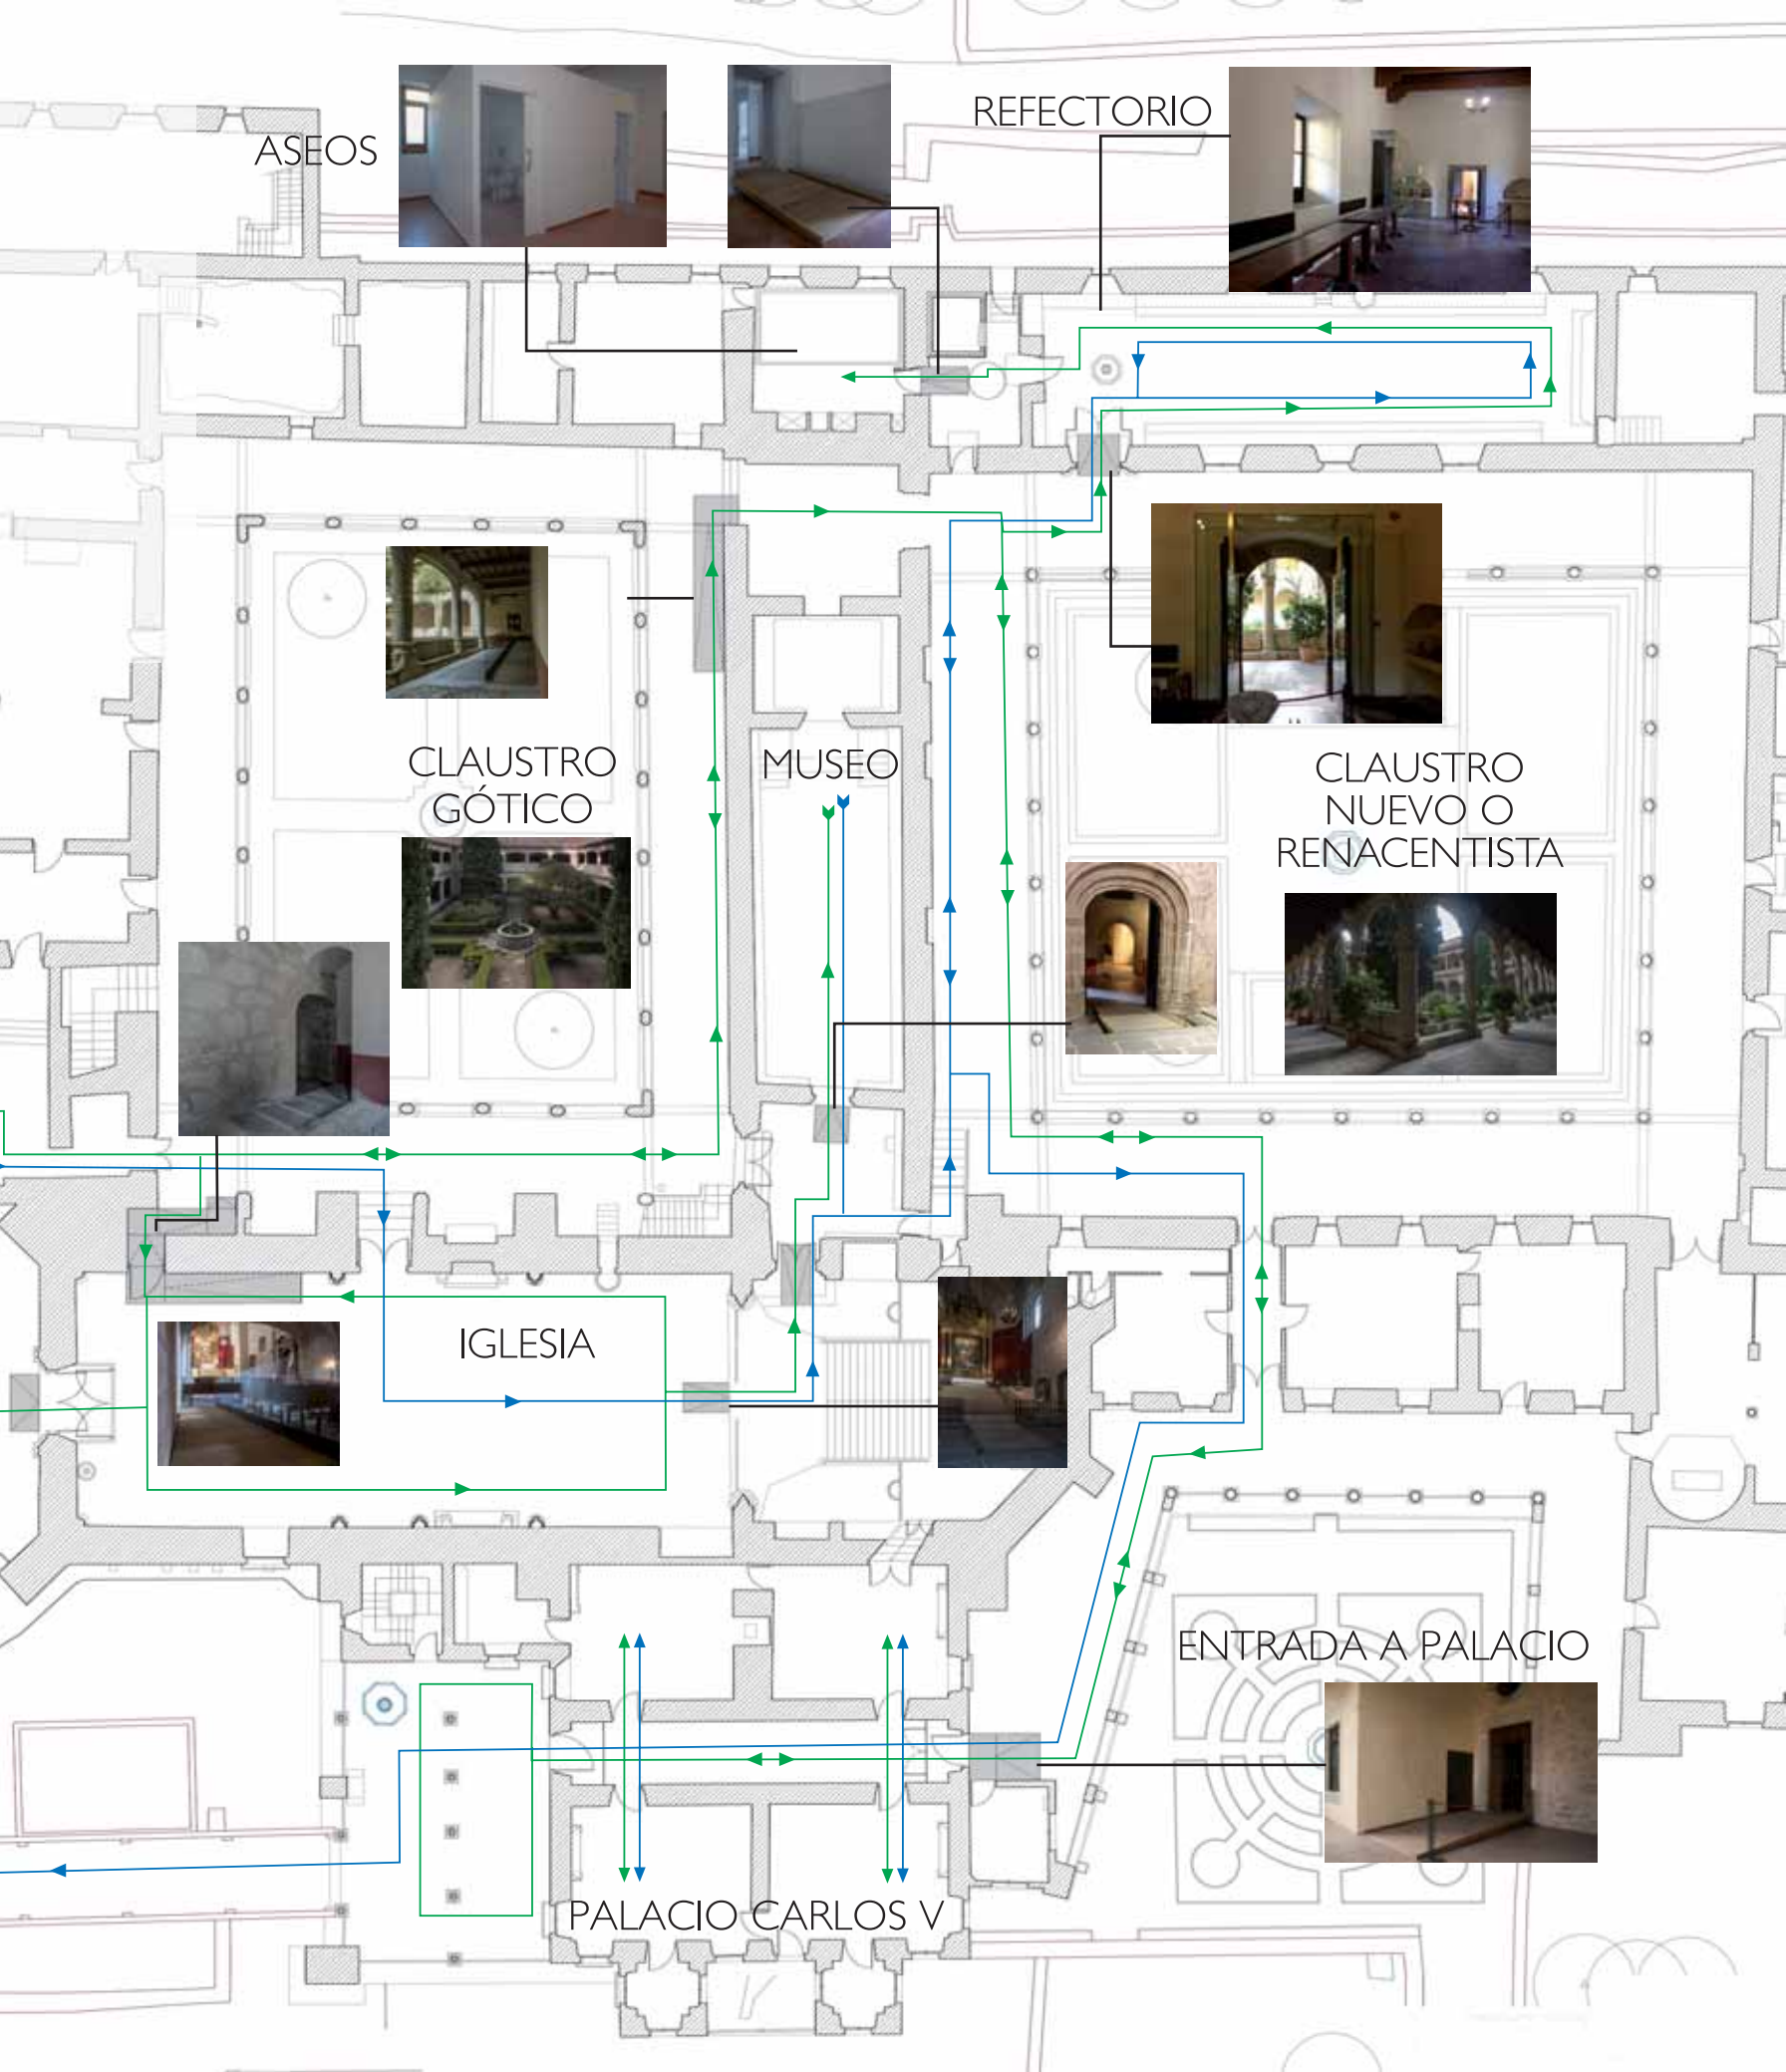 REFECTORIO
ASEOS
CLAUSTRO
GÓTICO
MUSEO
CLAUSTRO
NUEVO O
RENACENTISTA
IGLESIA
ENTRADA A PALACIO
PALACIO CARLOS V